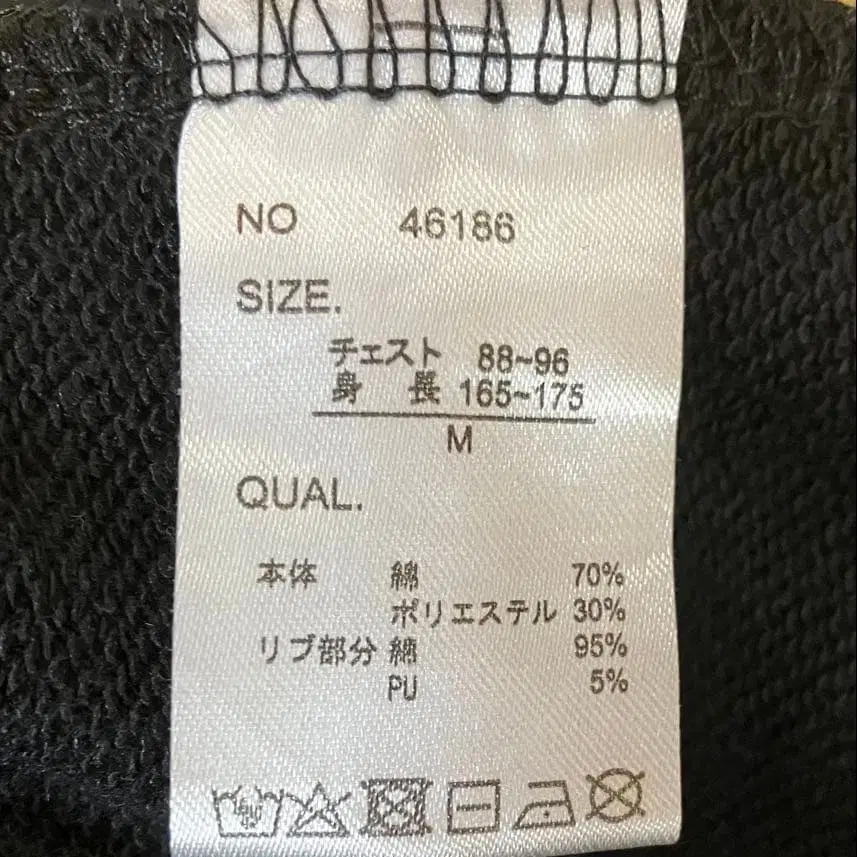 NO 46186
SIZE.
チェスト 88~96
身 長 165~175
M
QUAL.
本体 綿 70%
ポリエステル 30%
リブ部分 綿 95%
PU 5%